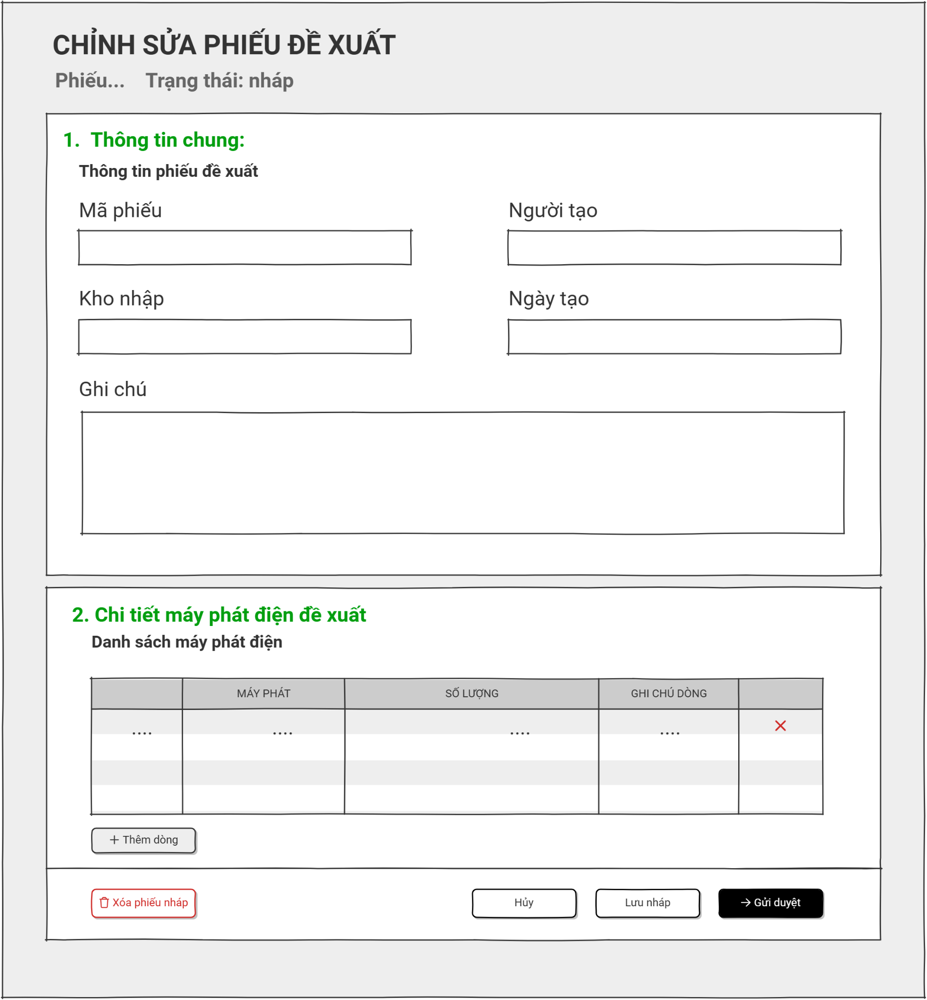 CHỈNH SỬA PHIẾU ĐỀ XUẤT
Phiếu... Trạng thái: nháp
1. Thông tin chung:
Thông tin phiếu đề xuất
Mã phiếu Người tạo
Kho nhập Ngày tạo
Ghi chú
2. Chi tiết máy phát điện đề xuất
Danh sách máy phát điện
MÁY PHÁT SỐ LƯỢNG GHI CHÚ DÒNG
.... .... .... ....
+ Thêm dòng
Xóa phiếu nháp Hủy Lưu nháp → Gửi duyệt